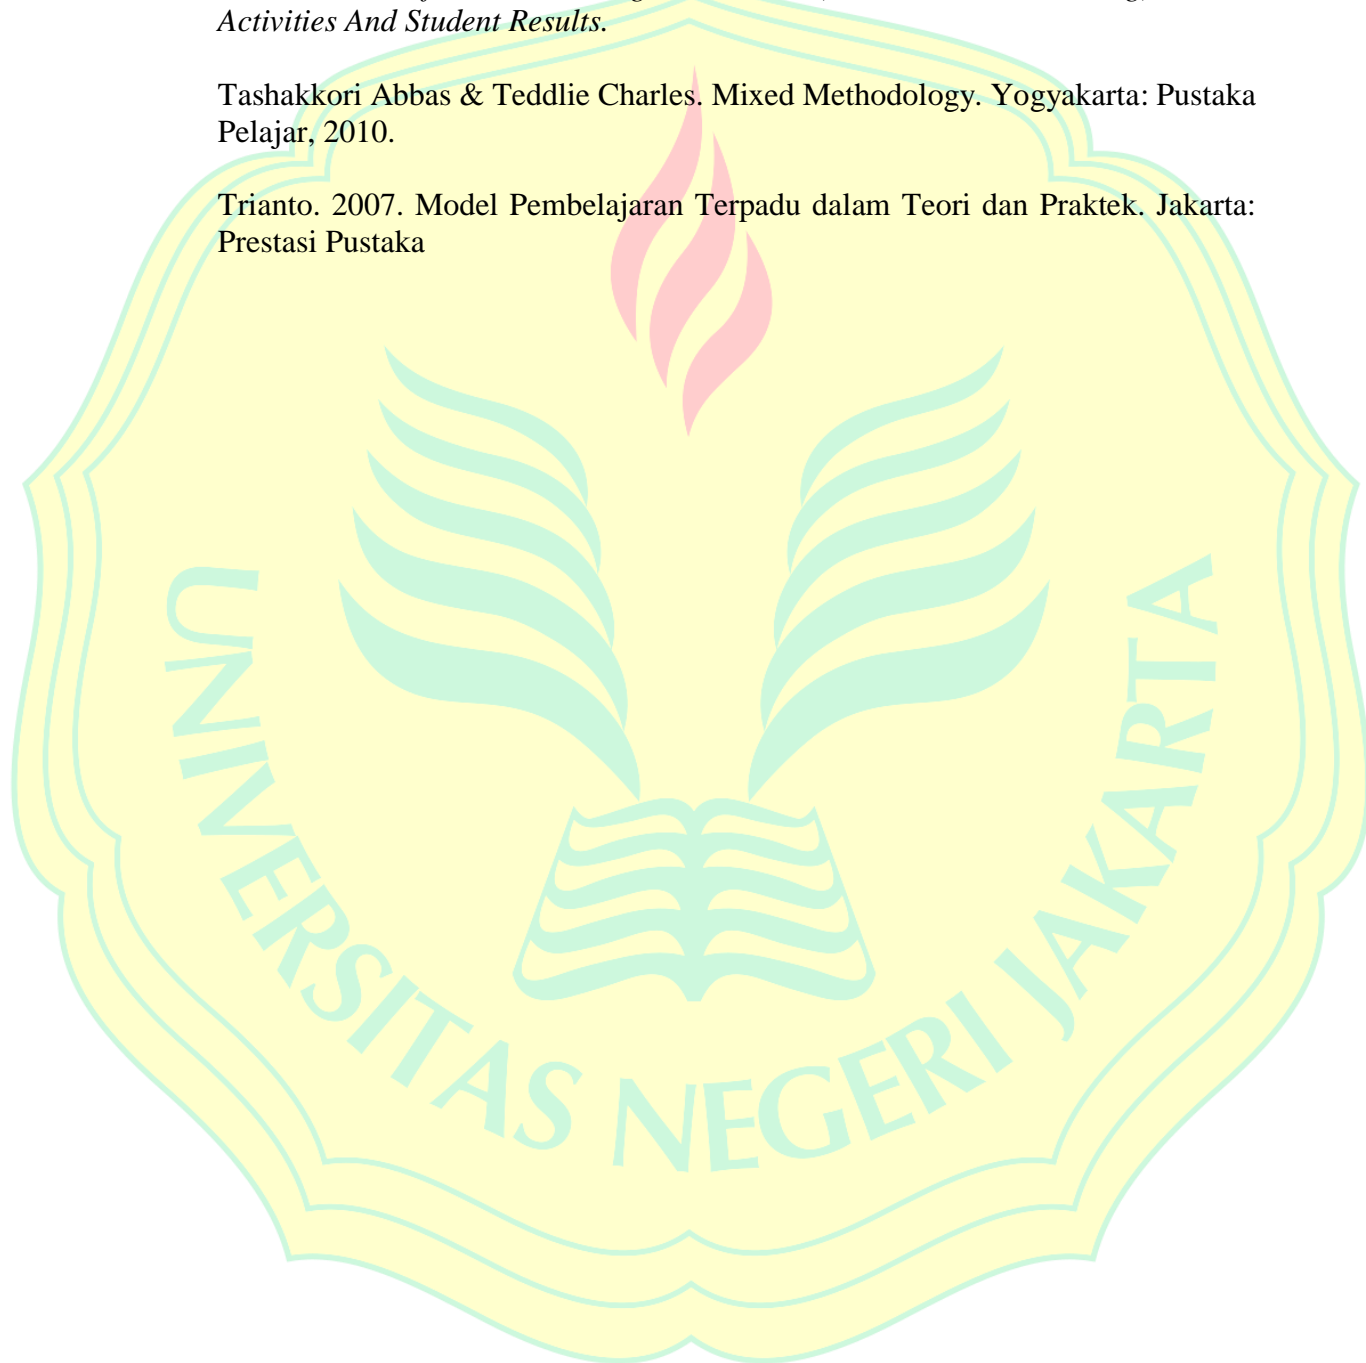 Activities And Student Results.
Tashakkori Abbas & Teddlie Charles. Mixed Methodology. Yogyakarta: Pustaka
Pelajar, 2010.
Trianto. 2007. Model Pembelajaran Terpadu dalam Teori dan Praktek. Jakarta:
Prestasi Pustaka
UNIVERSITAS NEGERI JAKARTA